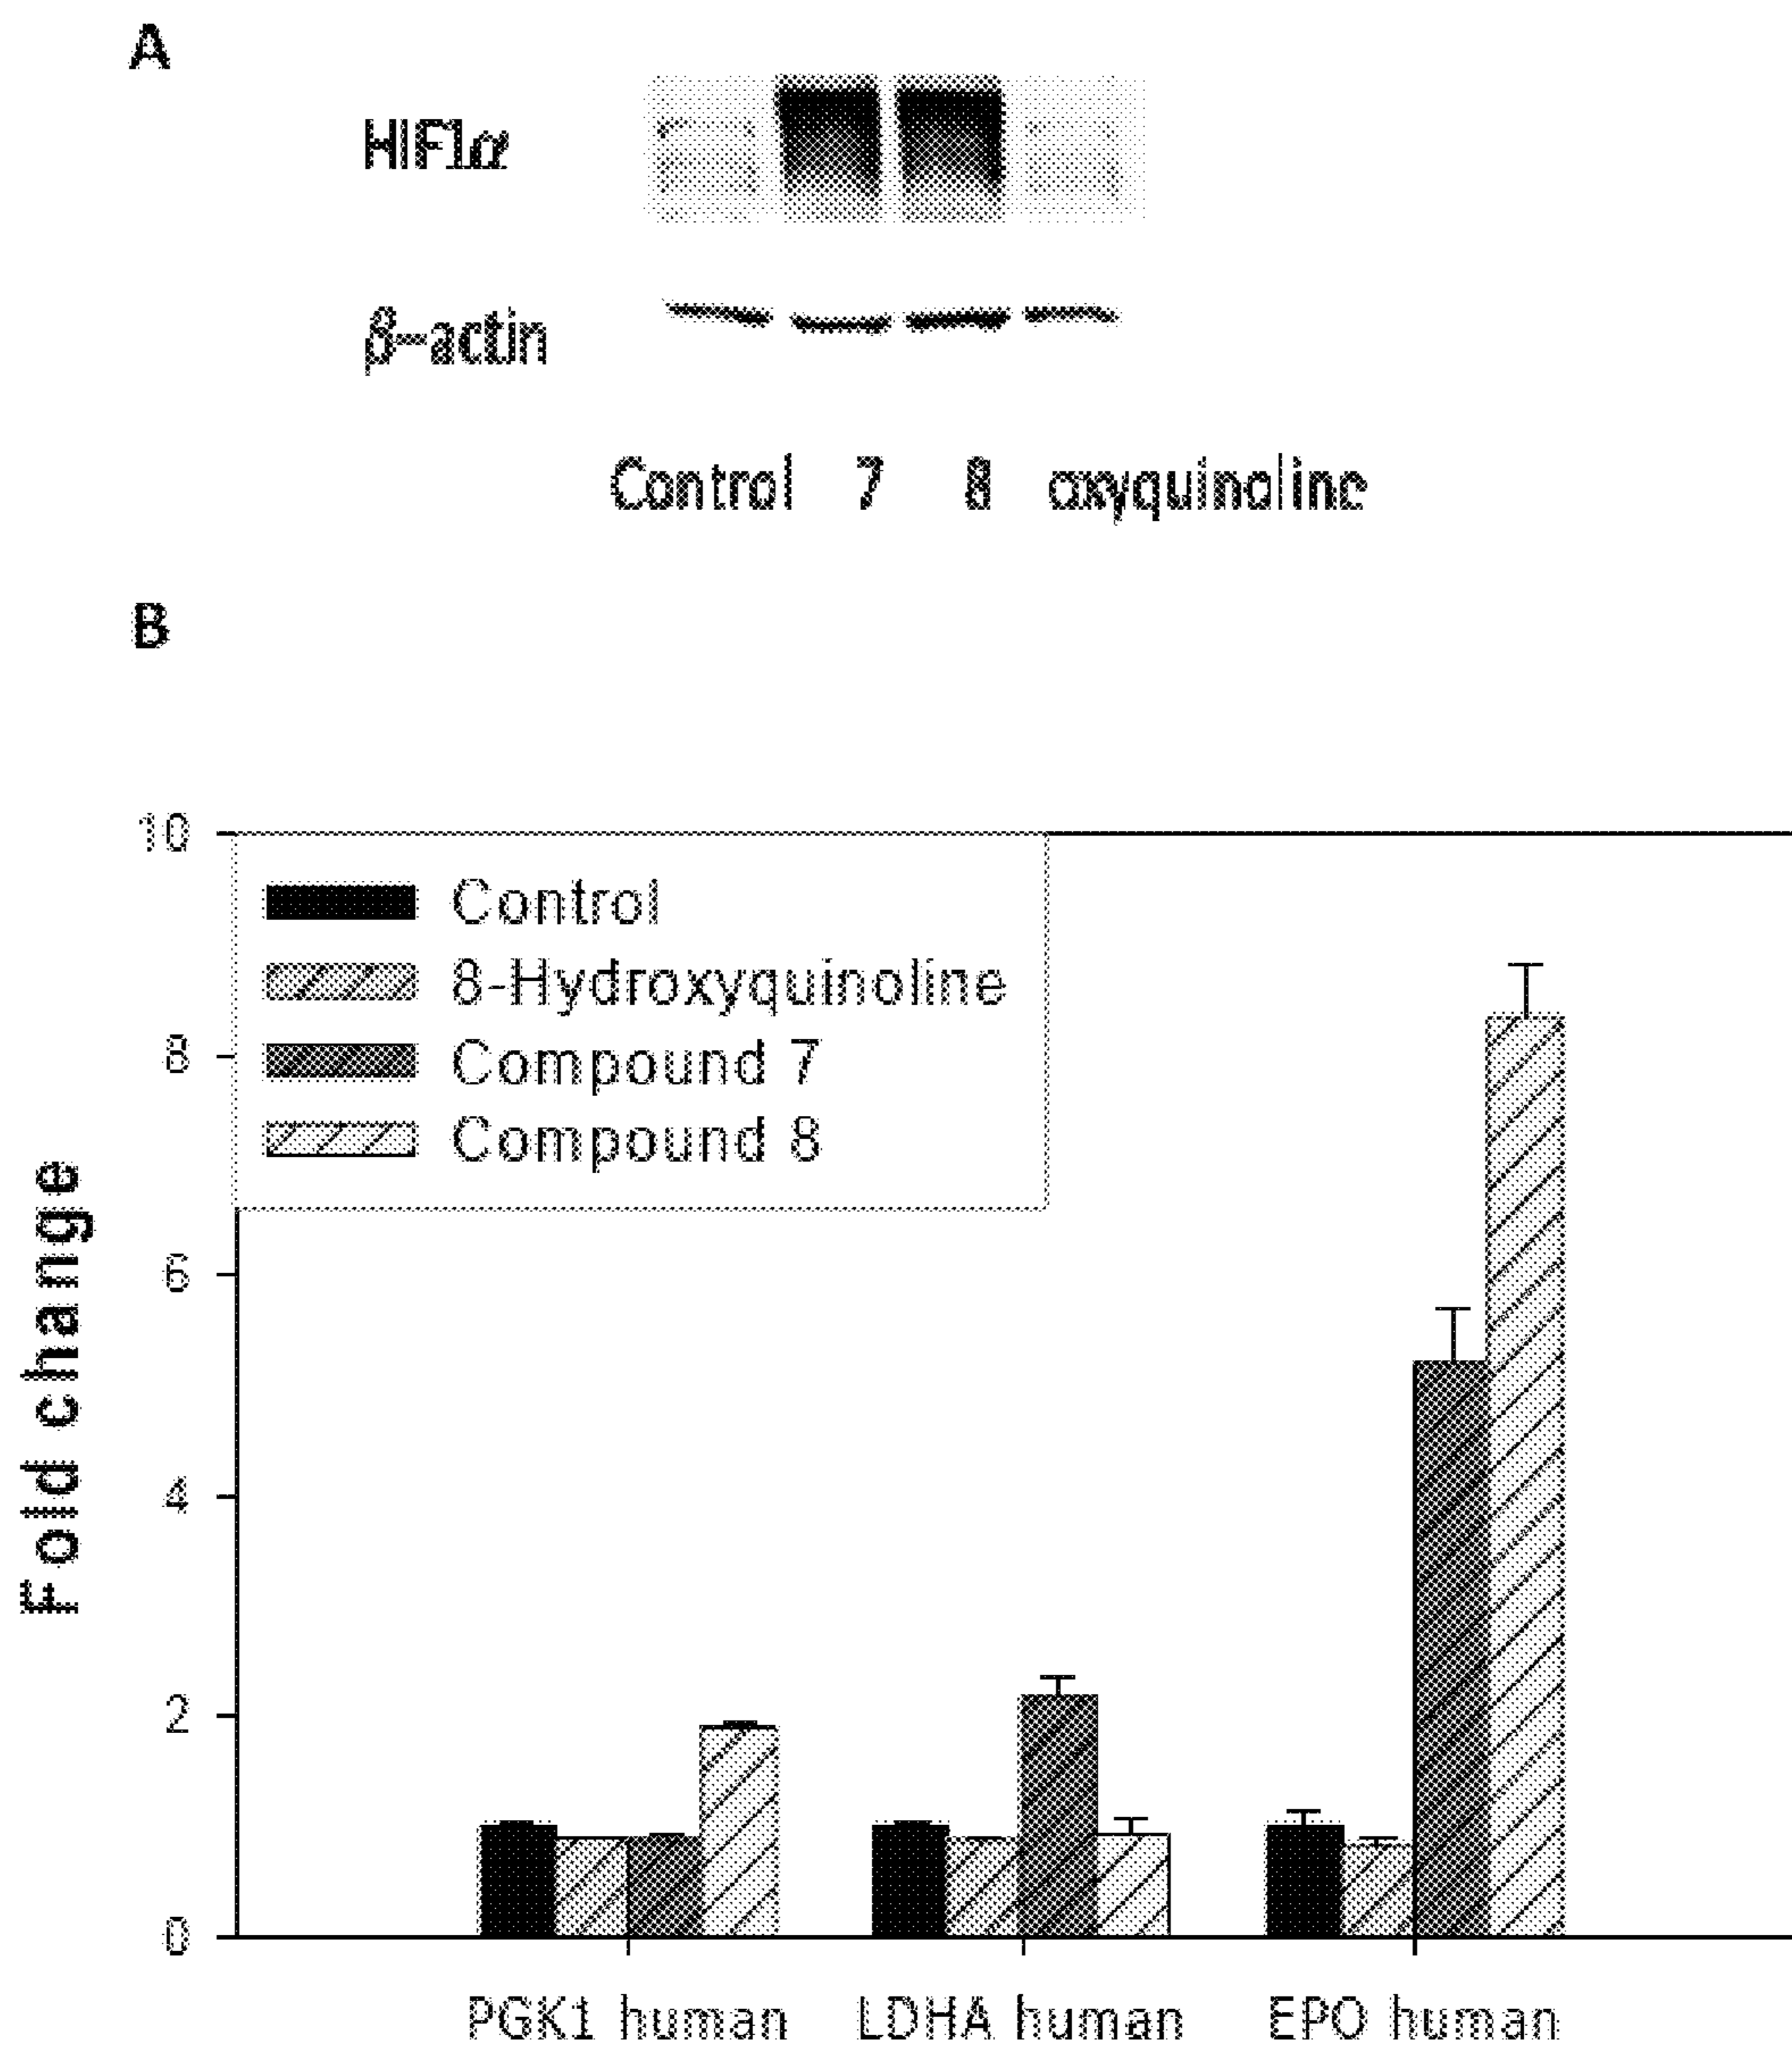 A
HIF1α
β-actin
Control 7 8 oxyquinoline
B
10
8
6
4
2
0
Fold change
Control
8-Hydroxyquinoline
Compound 7
Compound 8
PGK1 human LDHA human EPO human